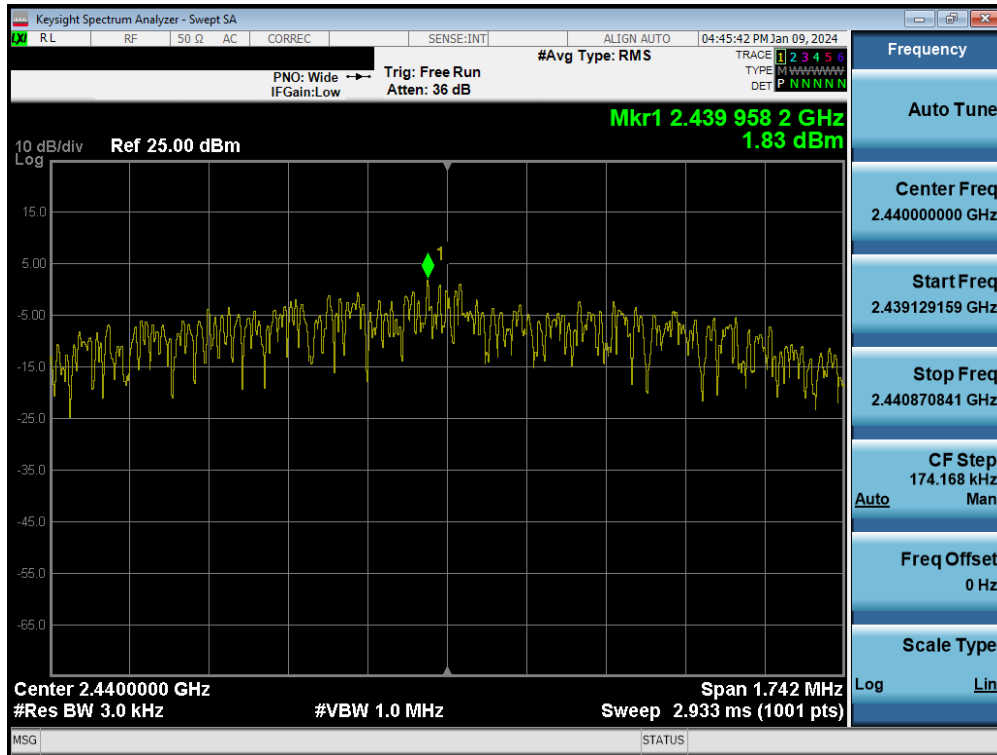 Keysight Spectrum Analyzer - Swept SA
LXI RL RF 50 Ω AC CORREC SENSE:INT ALIGN AUTO 04:45:42 PM Jan 09, 2024
#Avg Type: RMS
TRACE 1 2 3 4 5 6
PNO: Wide Trig: Free Run
TYPE M WWWWW
IFGain:Low Atten: 36 dB
DET P N N N N N
Mkr1 2.439 958 2 GHz
1.83 dBm
10 dB/div Ref 25.00 dBm
Log
15.0
5.00
1
-5.00
-15.0
-25.0
-35.0
-45.0
-55.0
-65.0
Center 2.4400000 GHz Span 1.742 MHz
#Res BW 3.0 kHz #VBW 1.0 MHz Sweep 2.933 ms (1001 pts)
MSG STATUS
Frequency
Auto Tune
Center Freq
2.440000000 GHz
Start Freq
2.439129159 GHz
Stop Freq
2.440870841 GHz
CF Step
174.168 kHz
Auto Man
Freq Offset
0 Hz
Scale Type
Log Lin